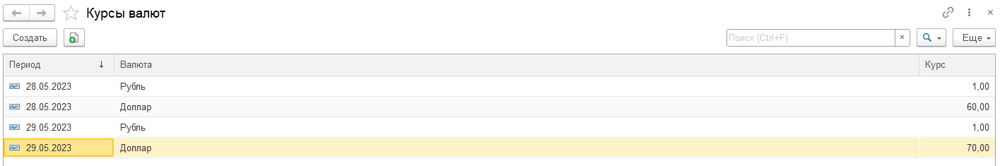 Курсы валют
Создать
Поиск (Ctrl+F)
×
Еще
Период ↓ Валюта Курс
28.05.2023 Рубль 1,00
28.05.2023 Доллар 60,00
29.05.2023 Рубль 1,00
29.05.2023 Доллар 70,00